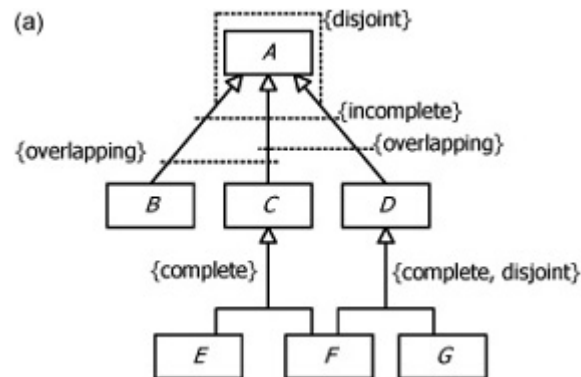 (a)
{disjoint}
A
{incomplete}
{overlapping}
{overlapping}
B C D
{complete}
{complete, disjoint}
E F G